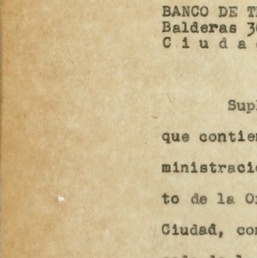 BANCO DE T
Balderas 3
C i u d a
Sup
que contie
ministraci
to de la O
Ciudad, co